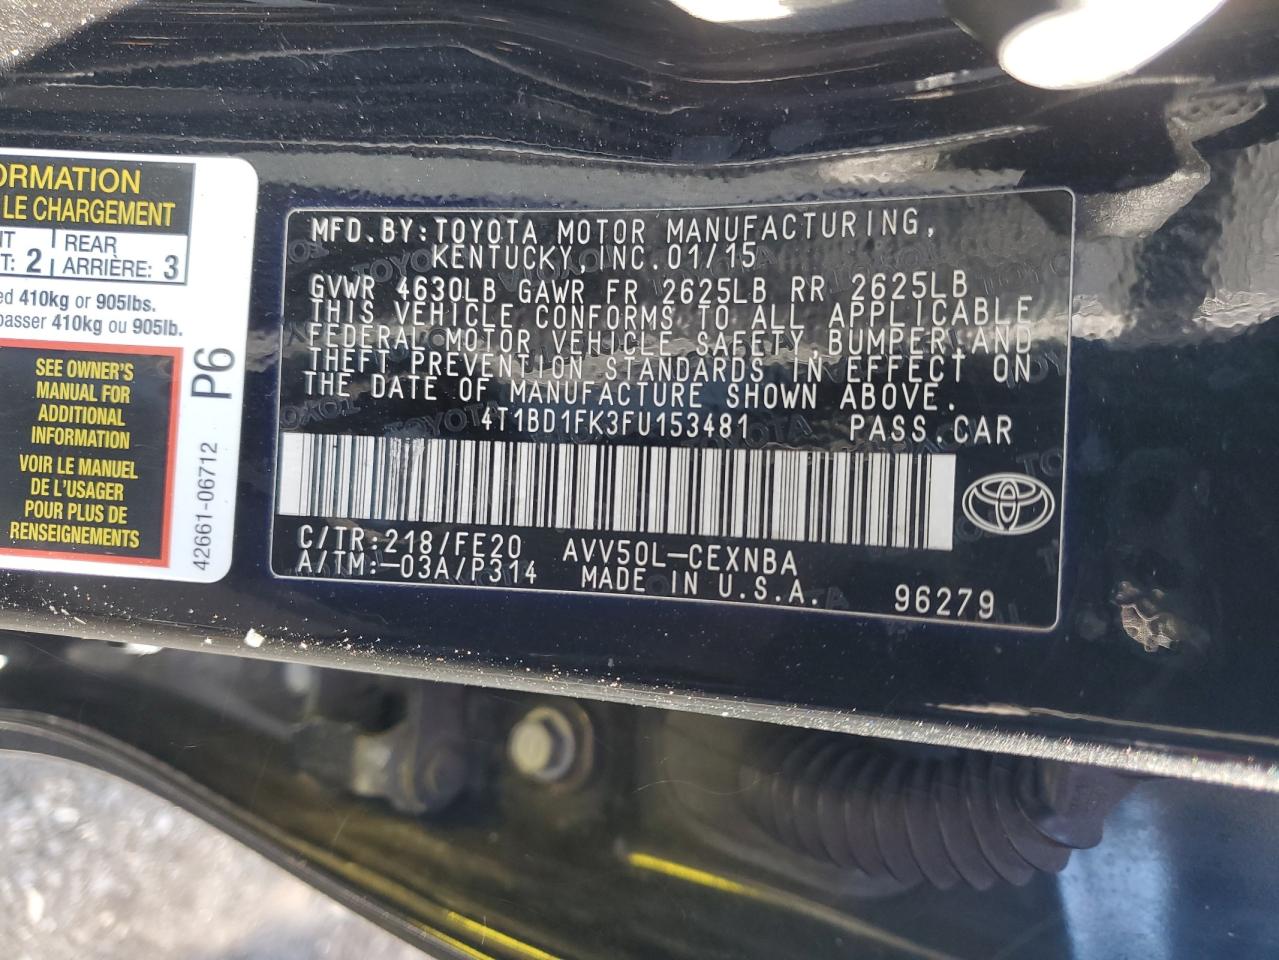 ORMATION
LE CHARGEMENT
2 REAR
ARRIÈRE: 3
410kg or 905lbs.
410kg ou 905lb.
SEE OWNER'S
MANUAL FOR
ADDITIONAL
INFORMATION
VOIR LE MANUEL
DE L'USAGER
POUR PLUS DE
RENSEIGNEMENTS
P6
42661-06712
MFD.BY:TOYOTA MOTOR MANUFACTURING,
KENTUCKY,INC.01/15
GVWR 4630LB GAWR FR 2625LB RR 2625LB
THIS VEHICLE CONFORMS TO ALL APPLICABLE
FEDERAL MOTOR VEHICLE SAFETY,BUMPER,AND
THEFT PREVENTION STANDARDS IN EFFECT ON
THE DATE OF MANUFACTURE SHOWN ABOVE.
4T1BD1FK3FU153481 PASS.CAR
C/TR:218/FE20 AVV50L-CEXNBA
A/TM:-03A/P314 MADE IN U.S.A. 96279